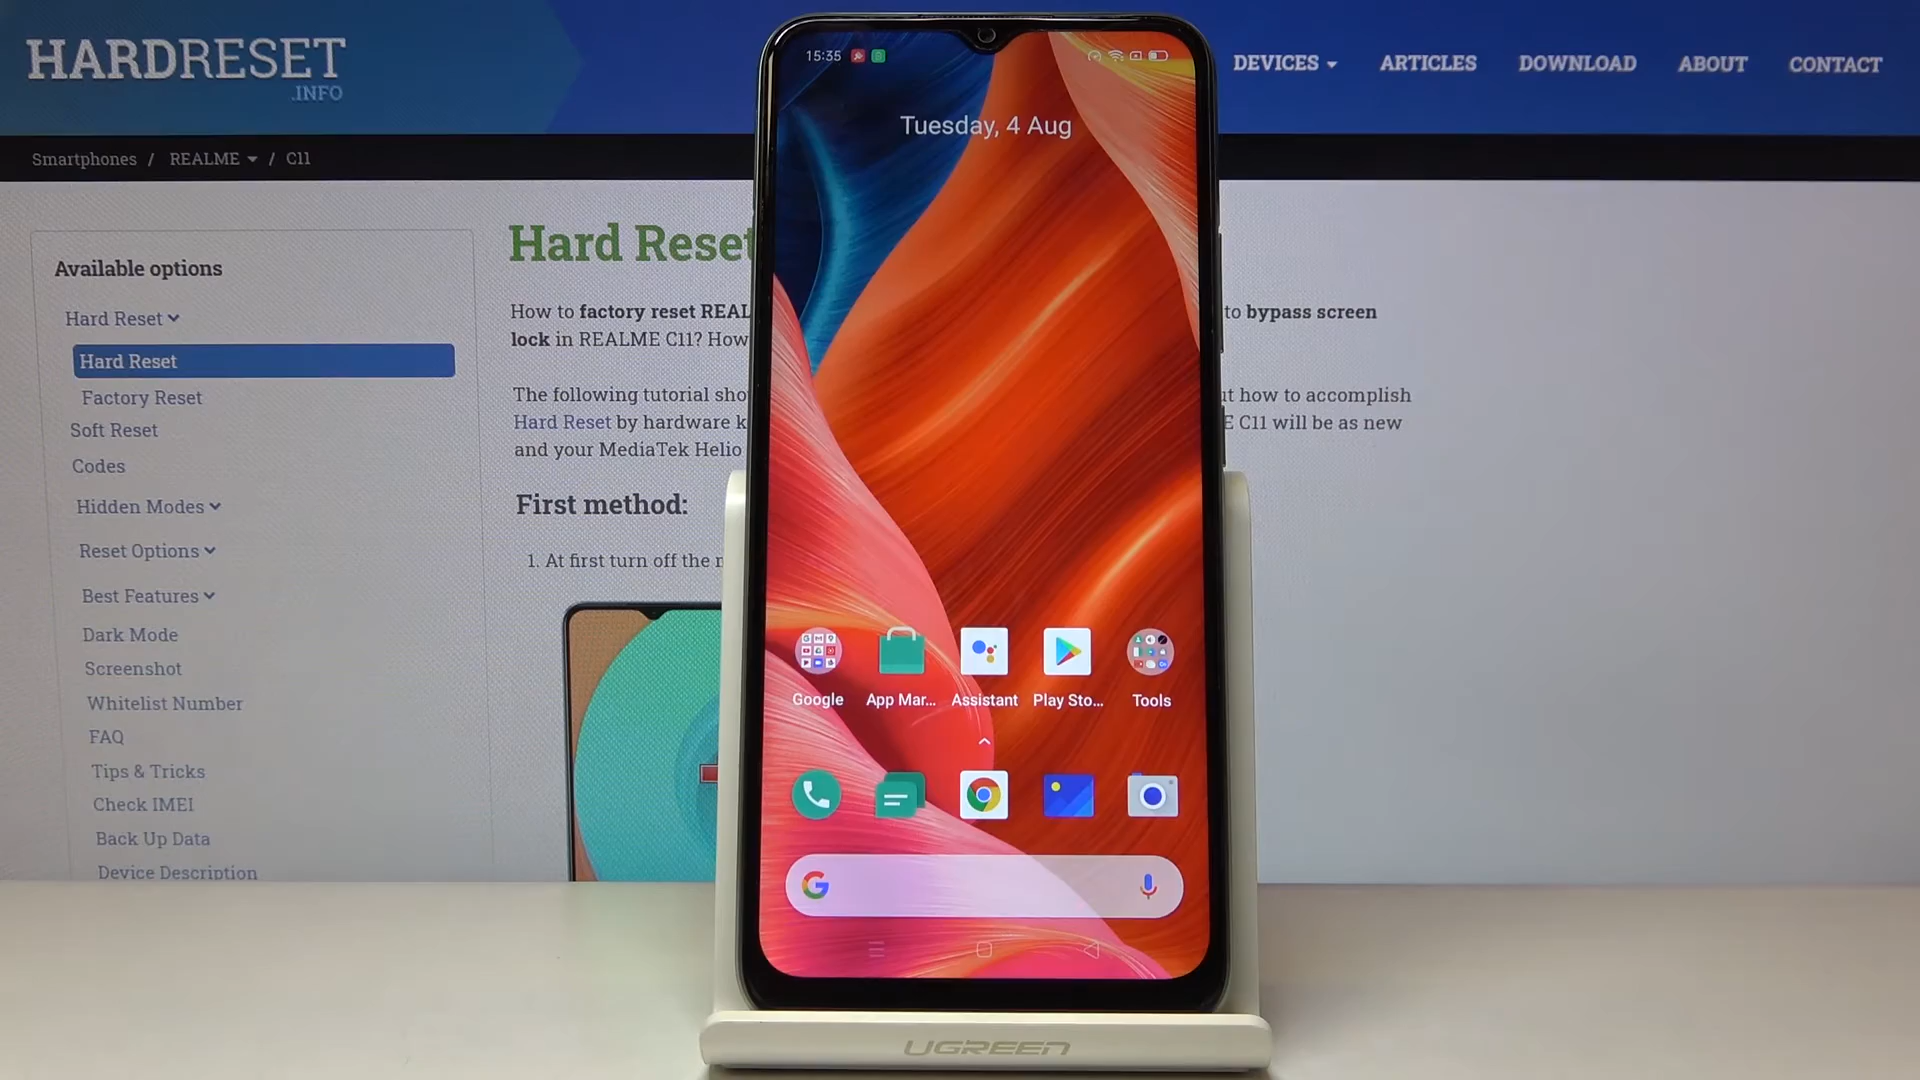 HARDRESET
.INFO
DEVICES
ARTICLES
DOWNLOAD
ABOUT
CONTACT
Smartphones / REALME / C11
Available options
Hard Reset
Hard Reset
Factory Reset
Soft Reset
Codes
Hidden Modes
Reset Options
Best Features
Dark Mode
Screenshot
Whitelist Number
FAQ
Tips & Tricks
Check IMEI
Back Up Data
Device Description
Hard Reset
How to factory reset REAL
to bypass screen
lock in REALME C11? How
The following tutorial sho
ut how to accomplish
Hard Reset by hardware k
E C11 will be as new
and your MediaTek Helio
First method:
1. At first turn off the
15:35
Tuesday, 4 Aug
Google
App Mar...
Assistant
Play Sto...
Tools
UGREEN